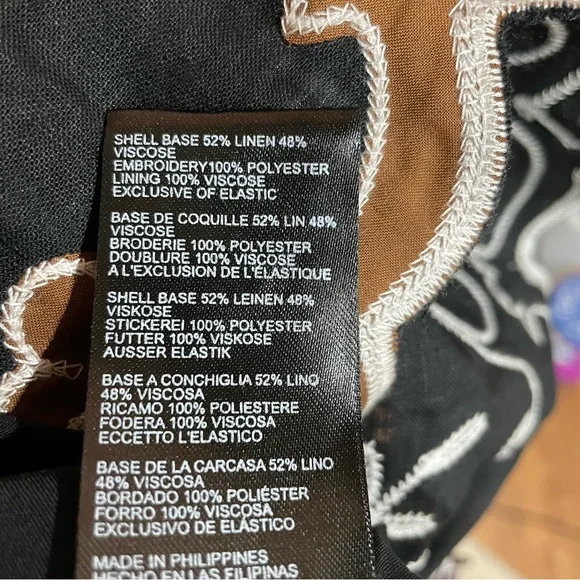 SHELL BASE 52% LINEN 48%
VISCOSE
EMBROIDERY100% POLYESTER
LINING 100% VISCOSE
EXCLUSIVE OF ELASTIC
BASE DE COQUILLE 52% LIN 48%
VISCOSE
BRODERIE 100% POLYESTER
DOUBLURE 100% VISCOSE
A L'EXCLUSION DE L'ÉLASTIQUE
SHELL BASE 52% LEINEN 48%
VISKOSE
STICKEREI 100% POLYESTER
FUTTER 100% VISKOSE
AUSSER ELASTIK
BASE A CONCHIGLIA 52% LINO
48% VISCOSA
RICAMO 100% POLIESTERE
FODERA 100% VISCOSA
ECCETTO L'ELASTICO
BASE DE LA CARCASA 52% LINO
48% VISCOSA
BORDADO 100% POLIÉSTER
FORRO 100% VISCOSA
EXCLUSIVO DE ELÁSTICO
MADE IN PHILIPPINES
HECHO EN LAS FILIPINAS